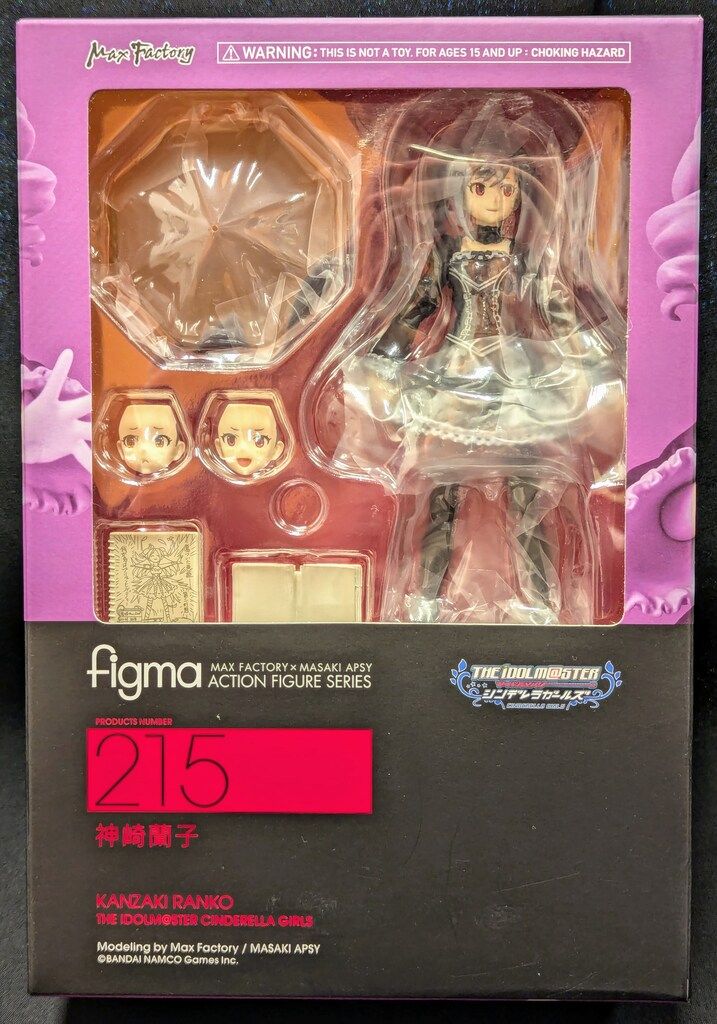 Max Factory
⚠ WARNING : THIS IS NOT A TOY. FOR AGES 15 AND UP : CHOKING HAZARD
figma
MAX FACTORY × MASAKI APSY
ACTION FIGURE SERIES
THE IDOLM@STER
シンデレラガールズ
CINDERELLA GIRLS
PRODUCTS NUMBER
215
神崎蘭子
KANZAKI RANKO
THE IDOLM@STER CINDERELLA GIRLS
Modeling by Max Factory / MASAKI APSY
©BANDAI NAMCO Games Inc.